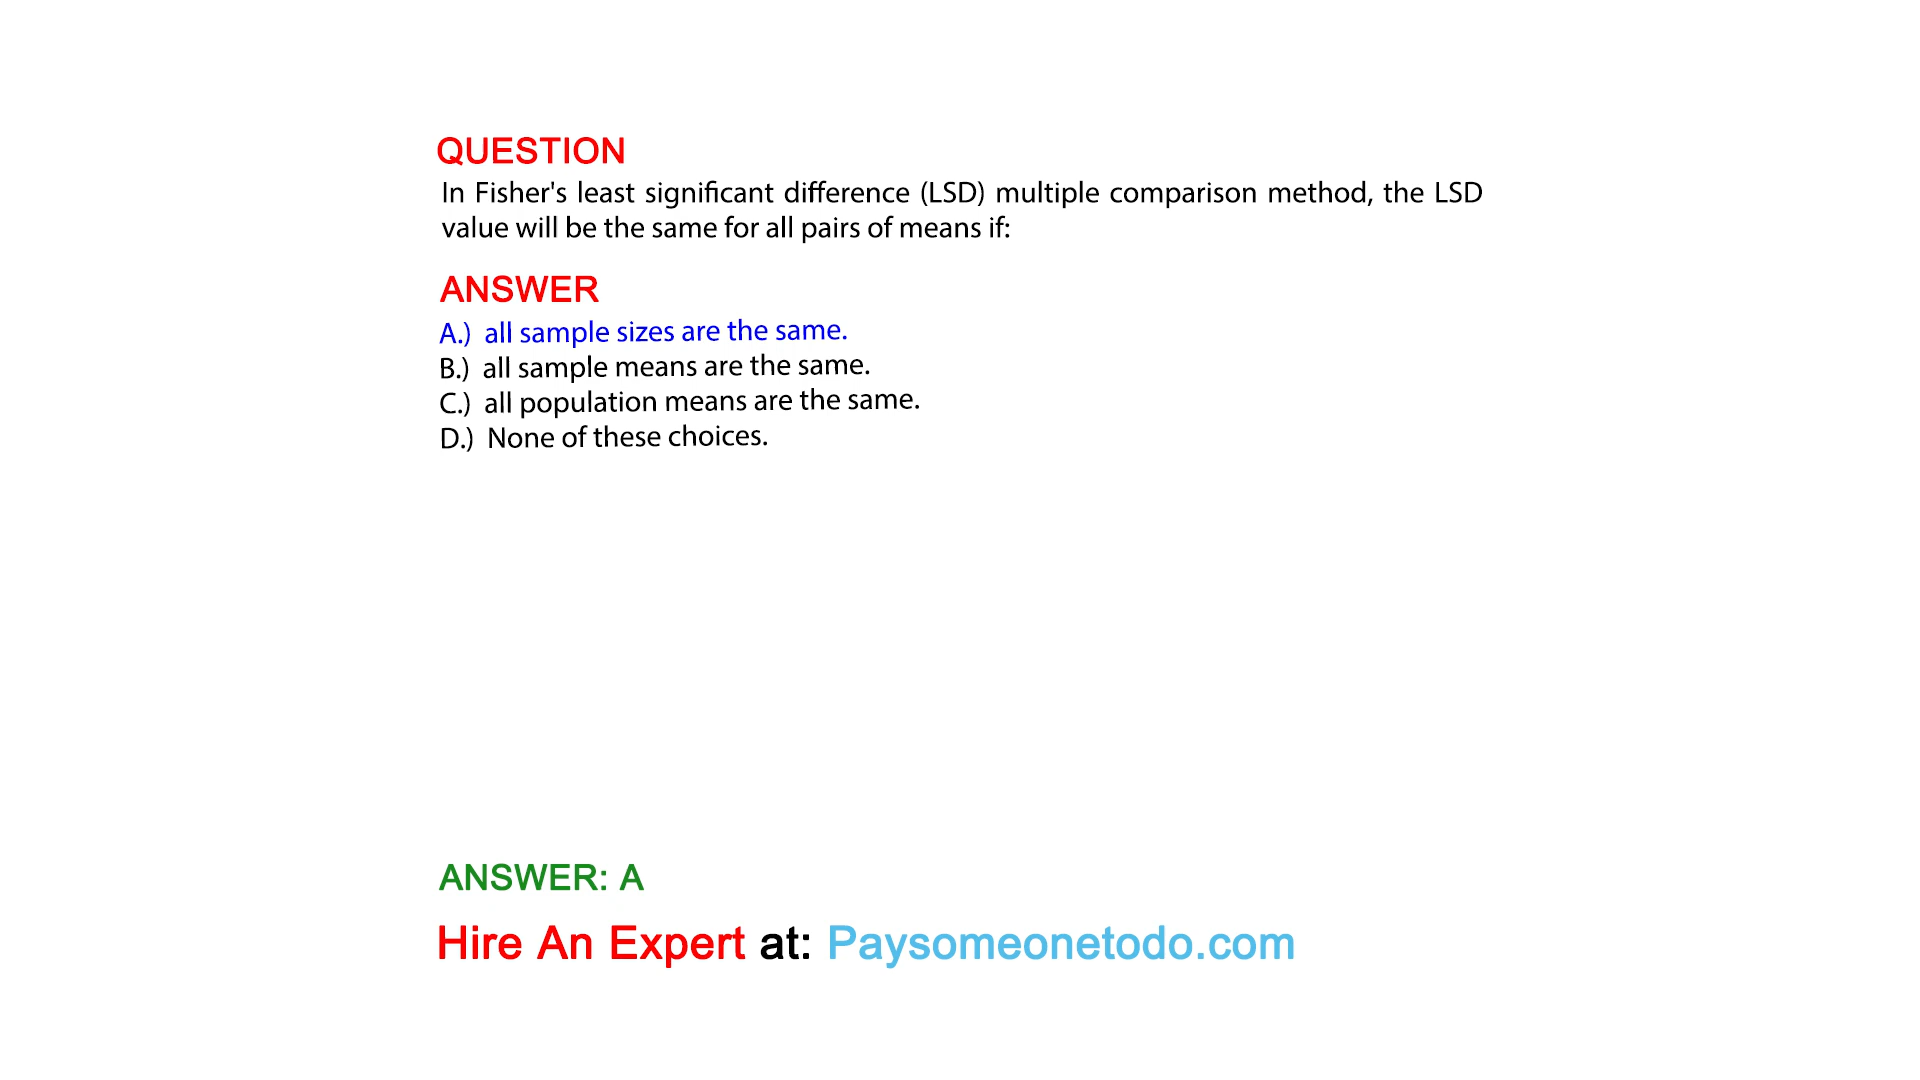 QUESTION
In Fisher's least significant difference (LSD) multiple comparison method, the LSD
value will be the same for all pairs of means if:
ANSWER
A.) all sample sizes are the same.
B.) all sample means are the same.
C.) all population means are the same.
D.) None of these choices.
ANSWER: A
Hire An Expert at: Paysomeonetodo.com